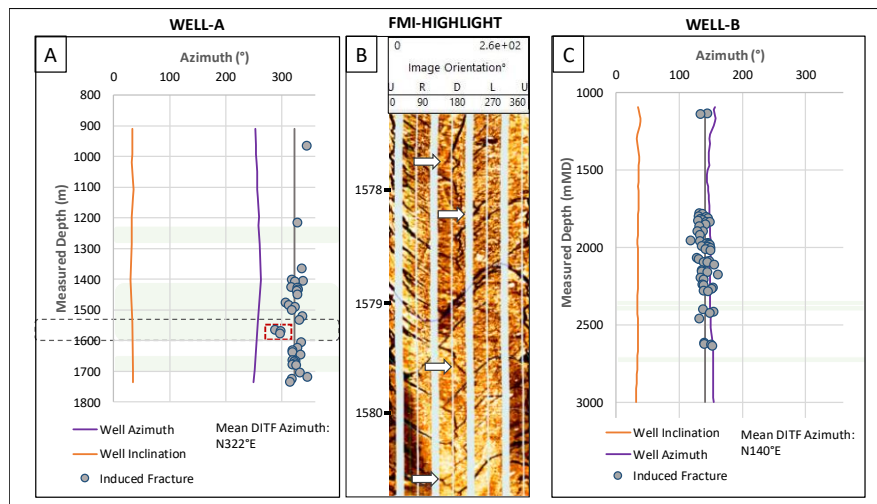 WELL-A
FMI-HIGHLIGHT
WELL-B
A
Azimuth (°)
0 100 200 300
Measured Depth (m)
800
900
1000
1100
1200
1300
1400
1500
1600
1700
1800
Well Azimuth
Well Inclination
Induced Fracture
Mean DITF Azimuth:
N322°E
B
0 2.6e+02
Image Orientation°
U R D L U
0 90 180 270 360
1578
1579
1580
C
Azimuth (°)
0 100 200 300
Measured Depth (mMD)
1000
1500
2000
2500
3000
Well Inclination
Well Azimuth
Induced Fracture
Mean DITF Azimuth:
N140°E